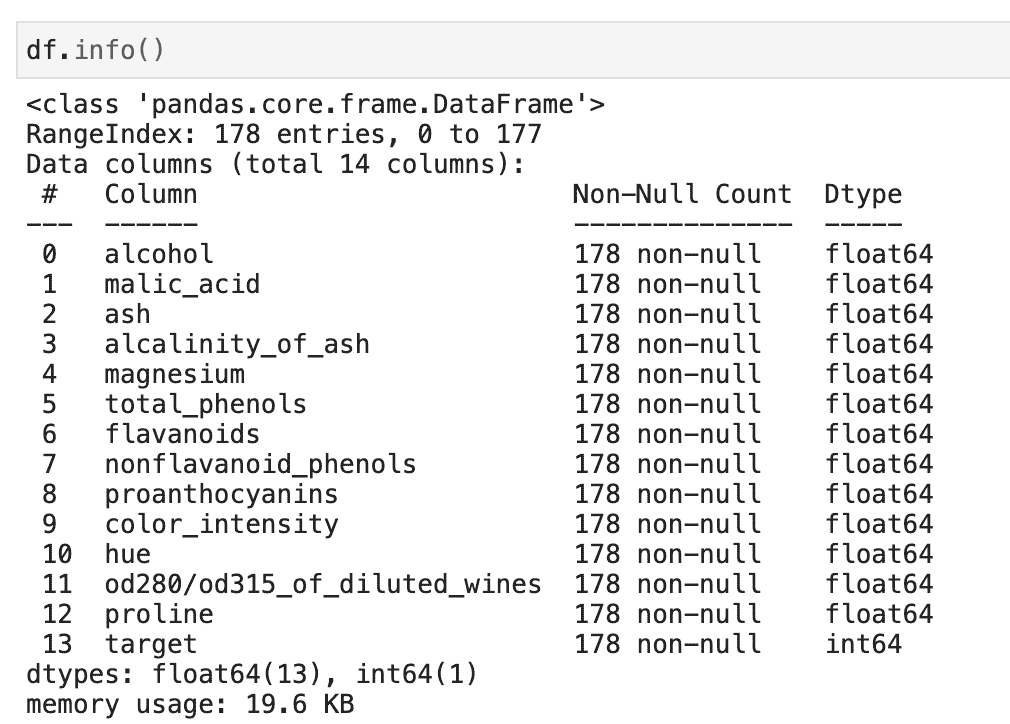 df.info()
<class 'pandas.core.frame.DataFrame'>
RangeIndex: 178 entries, 0 to 177
Data columns (total 14 columns):
 #   Column                        Non-Null Count  Dtype
---  ------                        --------------  -----
 0   alcohol                       178 non-null    float64
 1   malic_acid                    178 non-null    float64
 2   ash                           178 non-null    float64
 3   alcalinity_of_ash             178 non-null    float64
 4   magnesium                     178 non-null    float64
 5   total_phenols                 178 non-null    float64
 6   flavanoids                    178 non-null    float64
 7   nonflavanoid_phenols          178 non-null    float64
 8   proanthocyanins               178 non-null    float64
 9   color_intensity               178 non-null    float64
 10  hue                           178 non-null    float64
 11  od280/od315_of_diluted_wines  178 non-null    float64
 12  proline                       178 non-null    float64
 13  target                        178 non-null    int64
dtypes: float64(13), int64(1)
memory usage: 19.6 KB